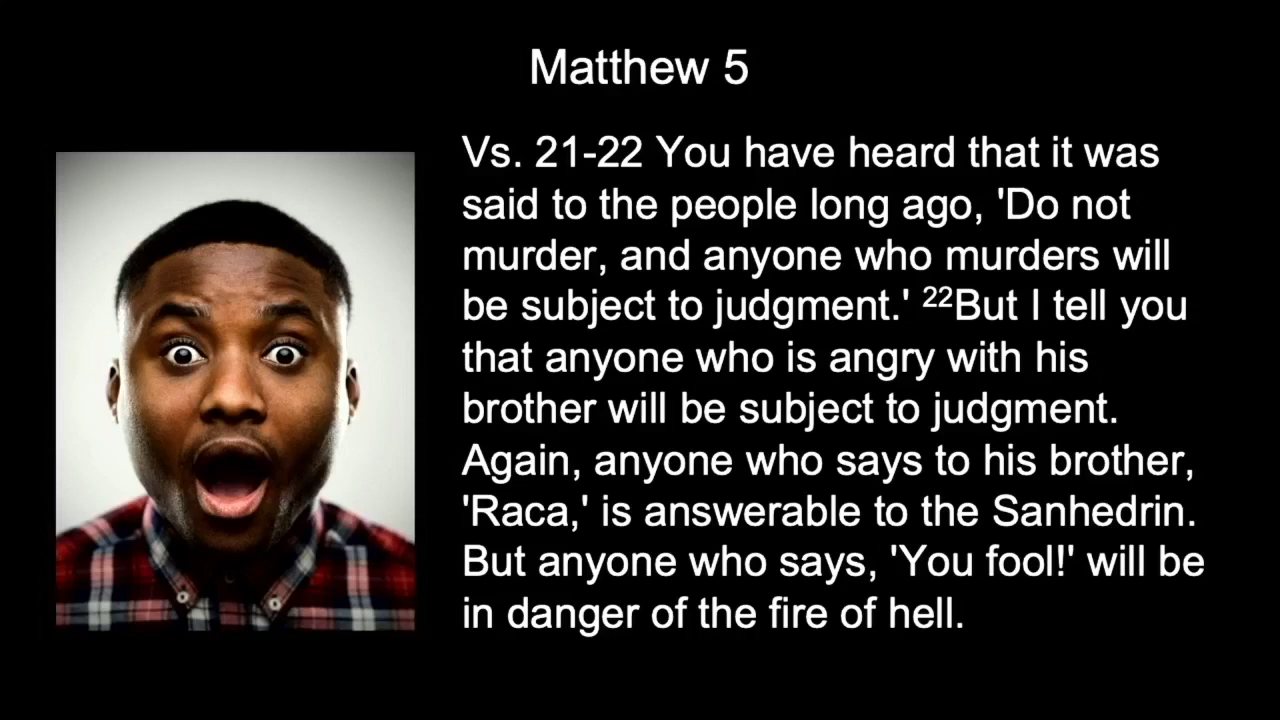 Matthew 5
Vs. 21-22 You have heard that it was
said to the people long ago, 'Do not
murder, and anyone who murders will
be subject to judgment.' ²²But I tell you
that anyone who is angry with his
brother will be subject to judgment.
Again, anyone who says to his brother,
'Raca,' is answerable to the Sanhedrin.
But anyone who says, 'You fool!' will be
in danger of the fire of hell.